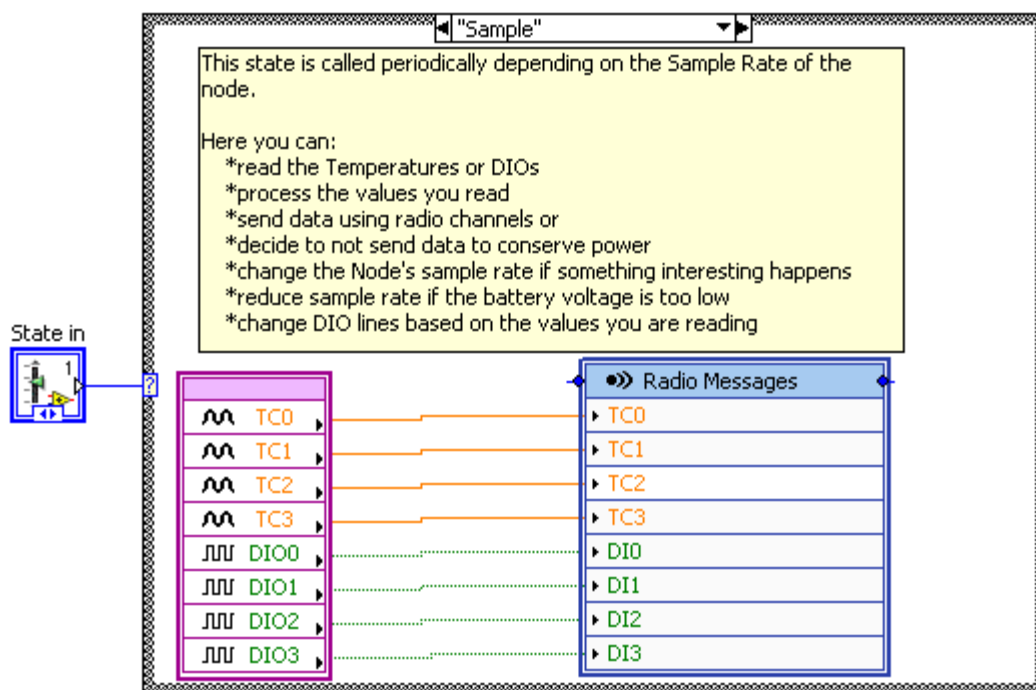 "Sample"
This state is called periodically depending on the Sample Rate of the
node.
Here you can:
*read the Temperatures or DIOs
*process the values you read
*send data using radio channels or
*decide to not send data to conserve power
*change the Node's sample rate if something interesting happens
*reduce sample rate if the battery voltage is too low
*change DIO lines based on the values you are reading
State in
1
?
Radio Messages
TC0 TC0
TC1 TC1
TC2 TC2
TC3 TC3
DIO0 DI0
DIO1 DI1
DIO2 DI2
DIO3 DI3